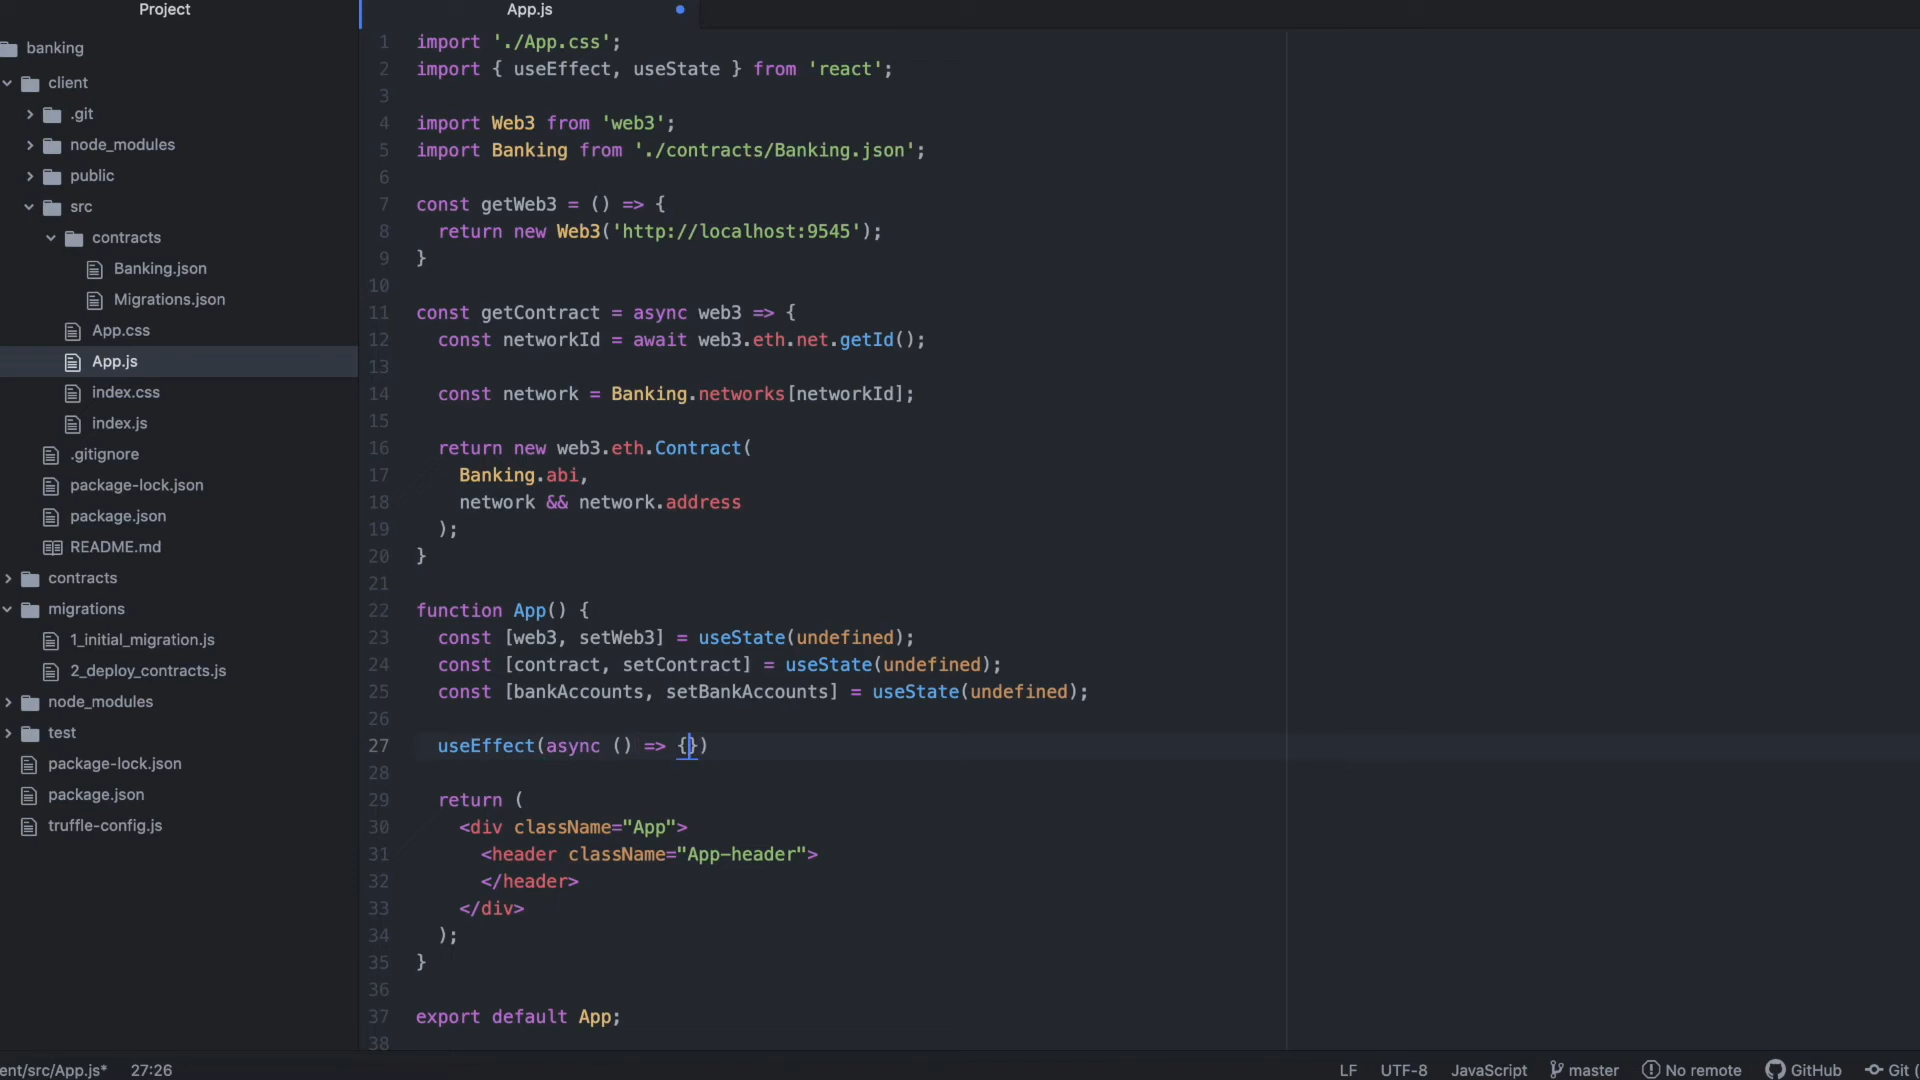 Project
banking
client
.git
node_modules
public
src
contracts
Banking.json
Migrations.json
App.css
App.js
index.css
index.js
.gitignore
package-lock.json
package.json
README.md
contracts
migrations
1_initial_migration.js
2_deploy_contracts.js
node_modules
test
package-lock.json
package.json
truffle-config.js
App.js
1 import './App.css';
2 import { useEffect, useState } from 'react';
3
4 import Web3 from 'web3';
5 import Banking from './contracts/Banking.json';
6
7 const getWeb3 = () => {
8   return new Web3('http://localhost:9545');
9 }
10
11 const getContract = async web3 => {
12   const networkId = await web3.eth.net.getId();
13
14   const network = Banking.networks[networkId];
15
16   return new web3.eth.Contract(
17     Banking.abi,
18     network && network.address
19   );
20 }
21
22 function App() {
23   const [web3, setWeb3] = useState(undefined);
24   const [contract, setContract] = useState(undefined);
25   const [bankAccounts, setBankAccounts] = useState(undefined);
26
27   useEffect(async () => {})
28
29   return (
30     <div className="App">
31       <header className="App-header">
32       </header>
33     </div>
34   );
35 }
36
37 export default App;
38
ent/src/App.js* 27:26 LF UTF-8 JavaScript master No remote GitHub Git (